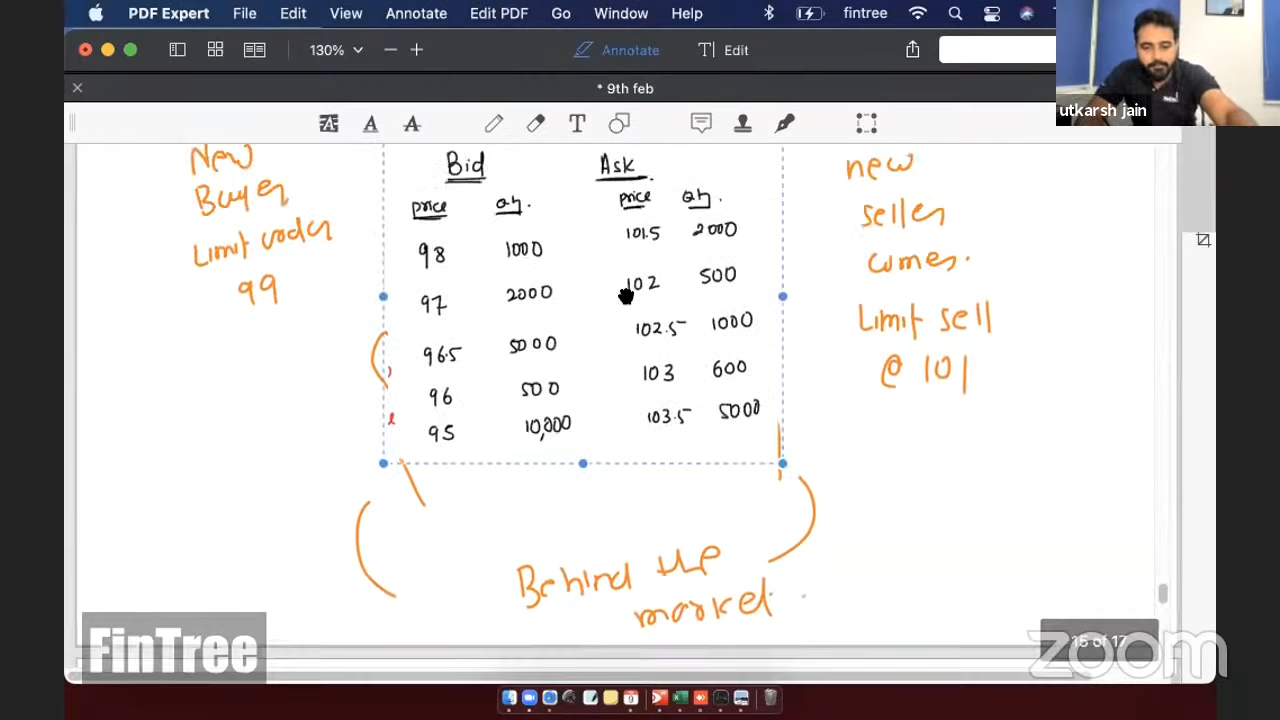 PDF Expert File Edit View Annotate Edit PDF Go Window Help fintree
130% Annotate T Edit
* 9th feb
utkarsh jain
New
Buyer
Limit order
99
Bid Ask
price qty. price qty.
98 1000 101.5 2000
97 2000 102 500
96.5 5000 102.5 1000
96 500 103 600
95 10,000 103.5 5000
new
seller
comes.
Limit sell
@ 101
Behind the
market
FinTree
15 of 17
zoom